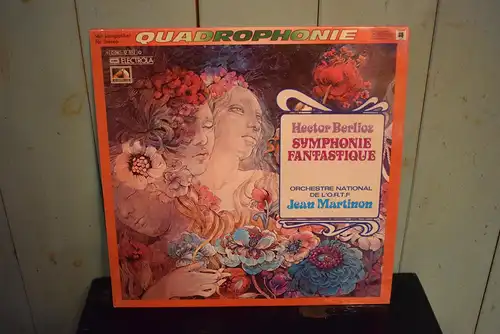 QUADROPHONIE
ELECTROLA
Hector Berlioz
SYMPHONIE
FANTASTIQUE
ORCHESTRE NATIONAL
DE L'O.R.T.F
Jean Martinon